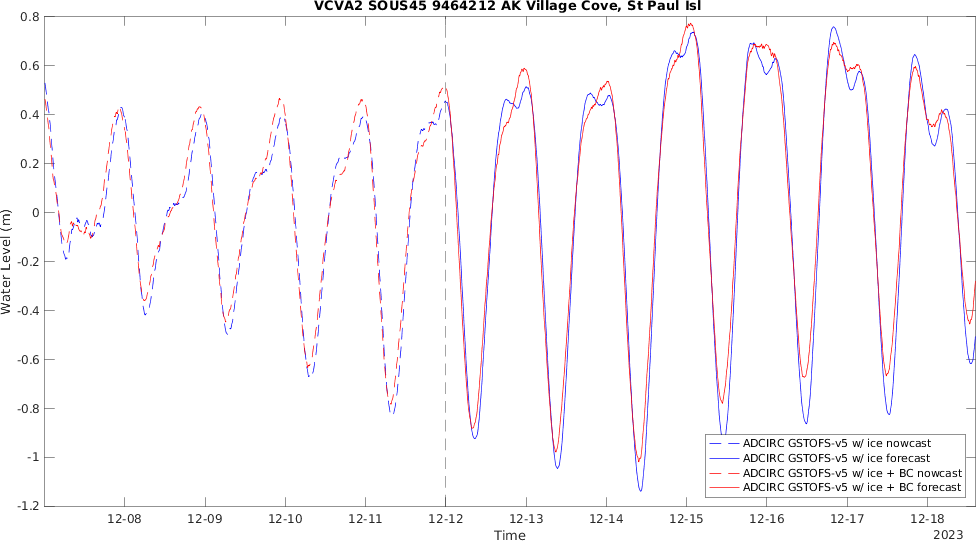 VCVA2 SOUS45 9464212 AK Village Cove, St Paul Isl
0.8
0.6
0.4
0.2
0
-0.2
-0.4
-0.6
-0.8
-1
-1.2
Water Level (m)
ADCIRC GSTOFS-v5 w/ ice nowcast
ADCIRC GSTOFS-v5 w/ ice forecast
ADCIRC GSTOFS-v5 w/ ice + BC nowcast
ADCIRC GSTOFS-v5 w/ ice + BC forecast
12-08 12-09 12-10 12-11 12-12 12-13 12-14 12-15 12-16 12-17 12-18
Time
2023